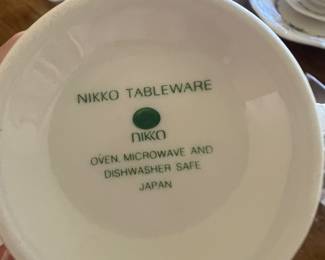 NIKKO TABLEWARE
NIKKO
OVEN, MICROWAVE AND
DISHWASHER SAFE
JAPAN